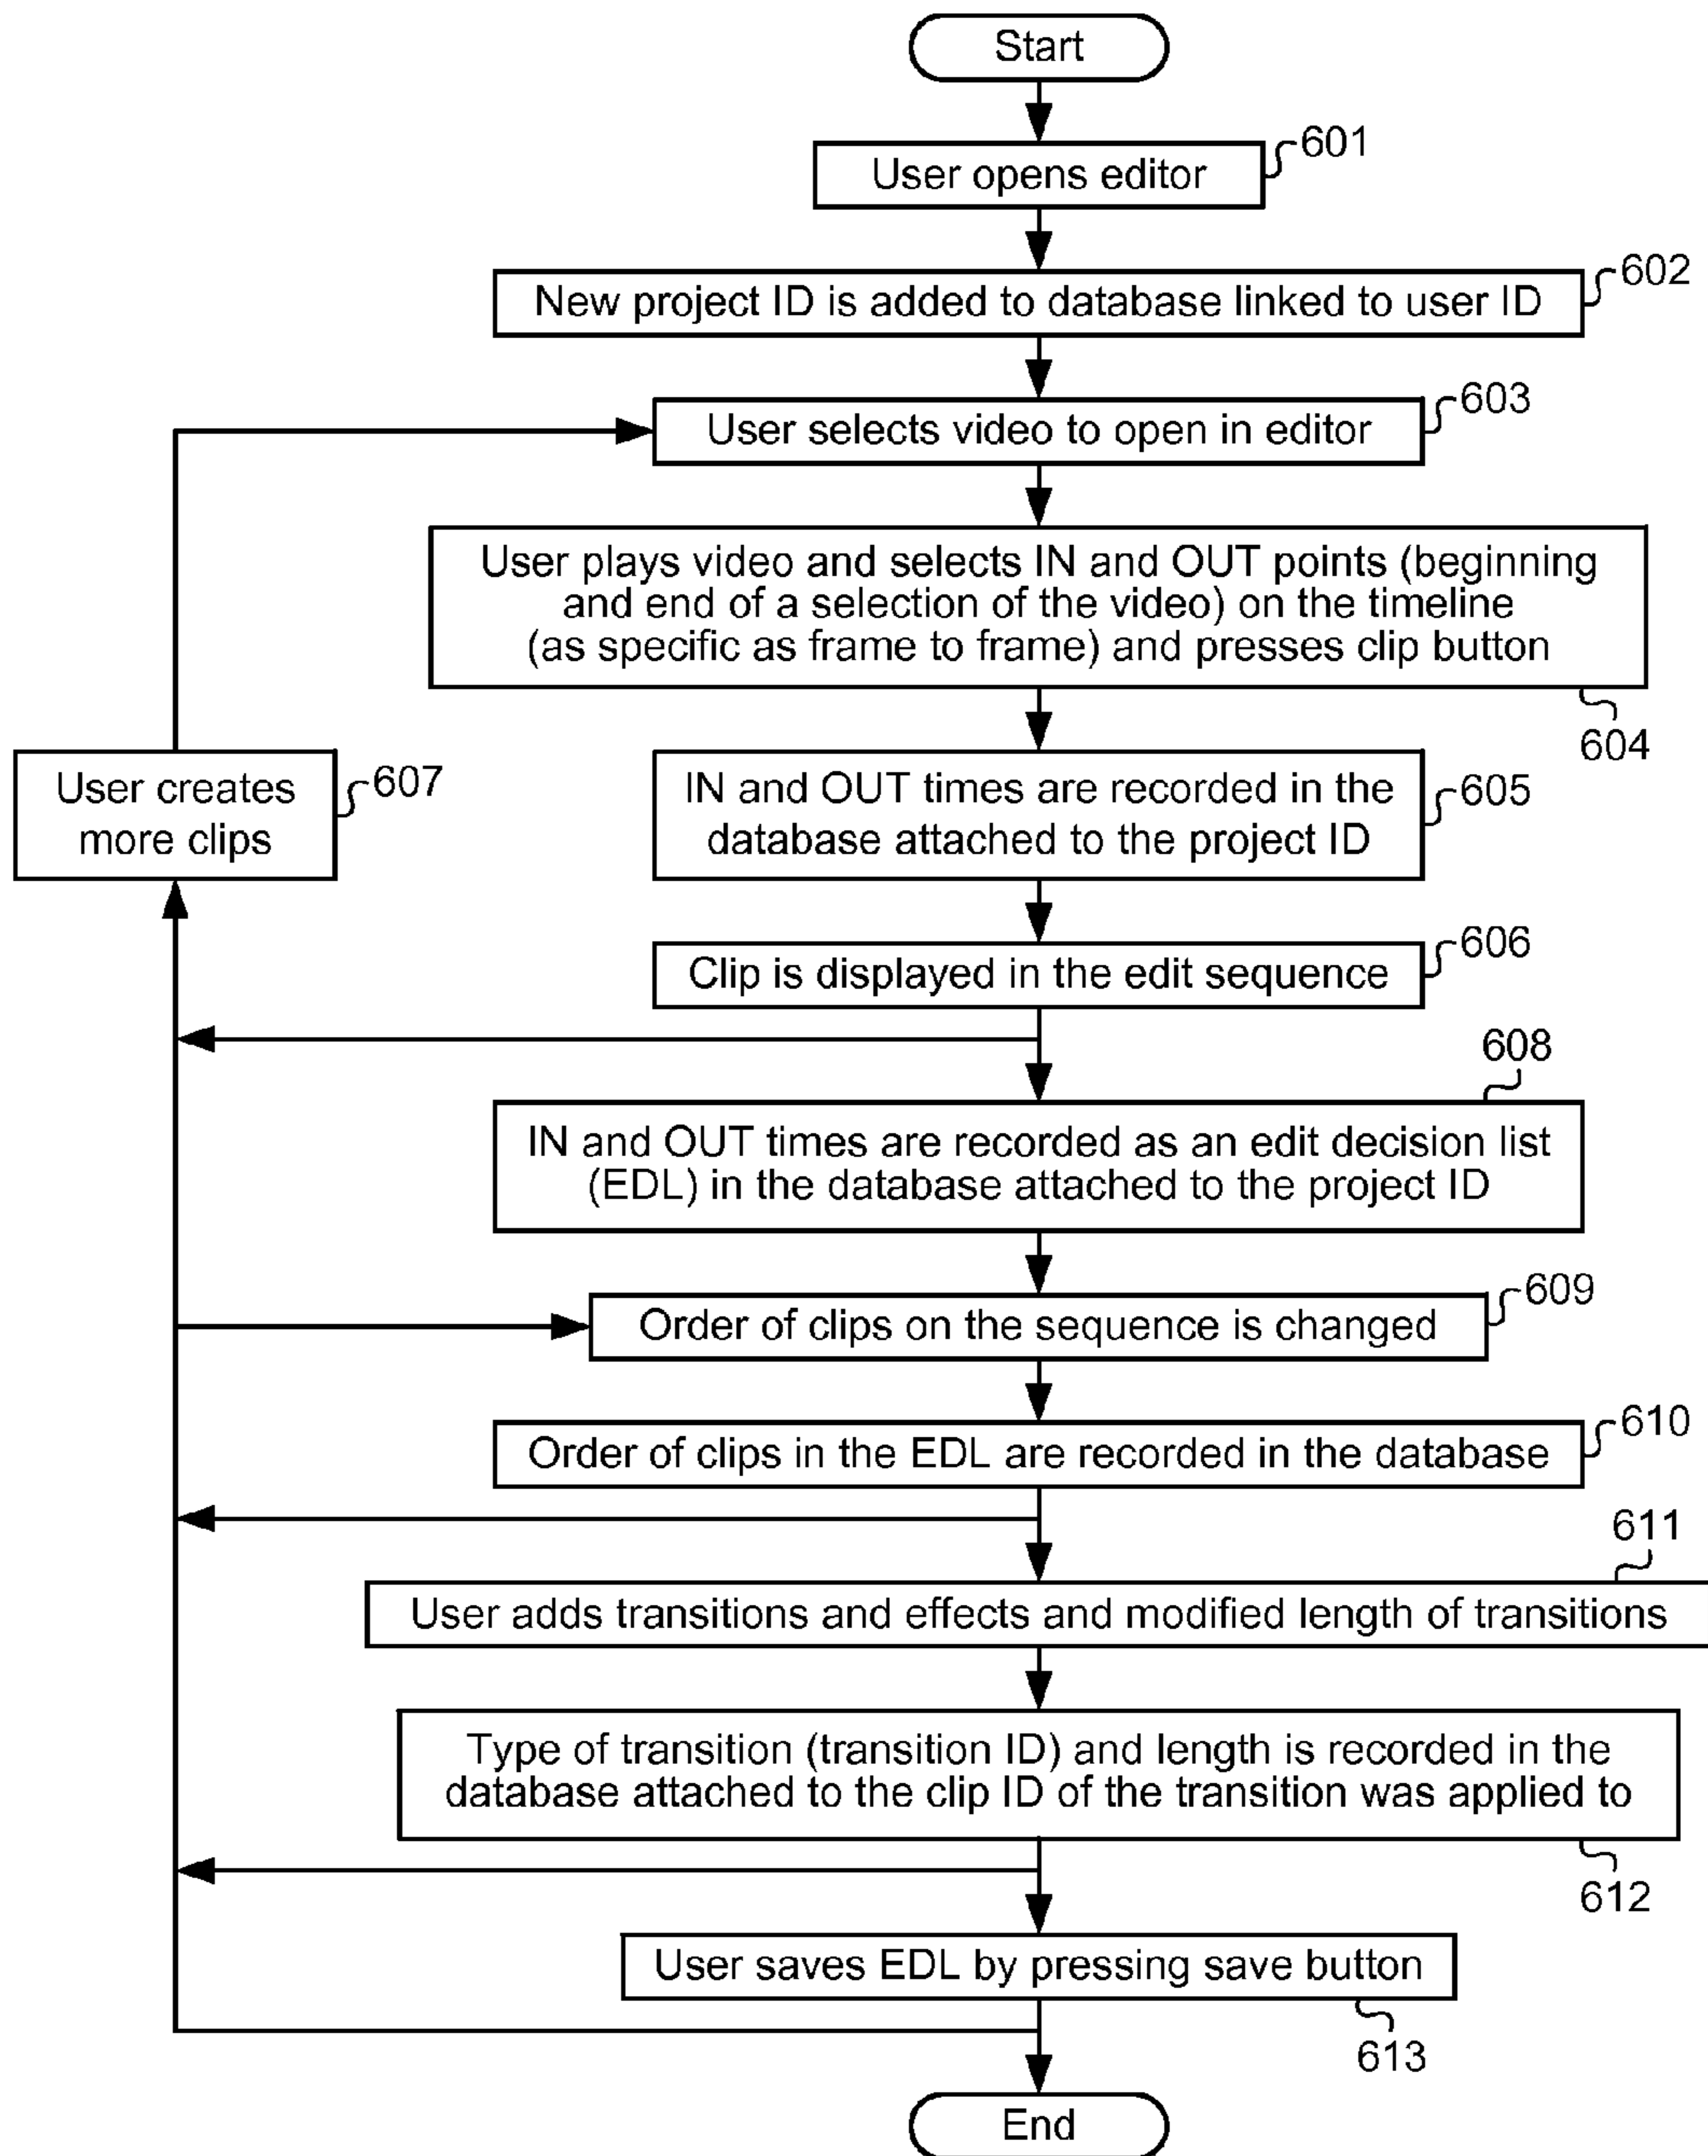 Start
User opens editor
601
New project ID is added to database linked to user ID
602
User selects video to open in editor
603
User plays video and selects IN and OUT points (beginning
and end of a selection of the video) on the timeline
(as specific as frame to frame) and presses clip button
604
User creates
more clips
607
IN and OUT times are recorded in the
database attached to the project ID
605
Clip is displayed in the edit sequence
606
608
IN and OUT times are recorded as an edit decision list
(EDL) in the database attached to the project ID
Order of clips on the sequence is changed
609
Order of clips in the EDL are recorded in the database
610
611
User adds transitions and effects and modified length of transitions
Type of transition (transition ID) and length is recorded in the
database attached to the clip ID of the transition was applied to
612
User saves EDL by pressing save button
613
End